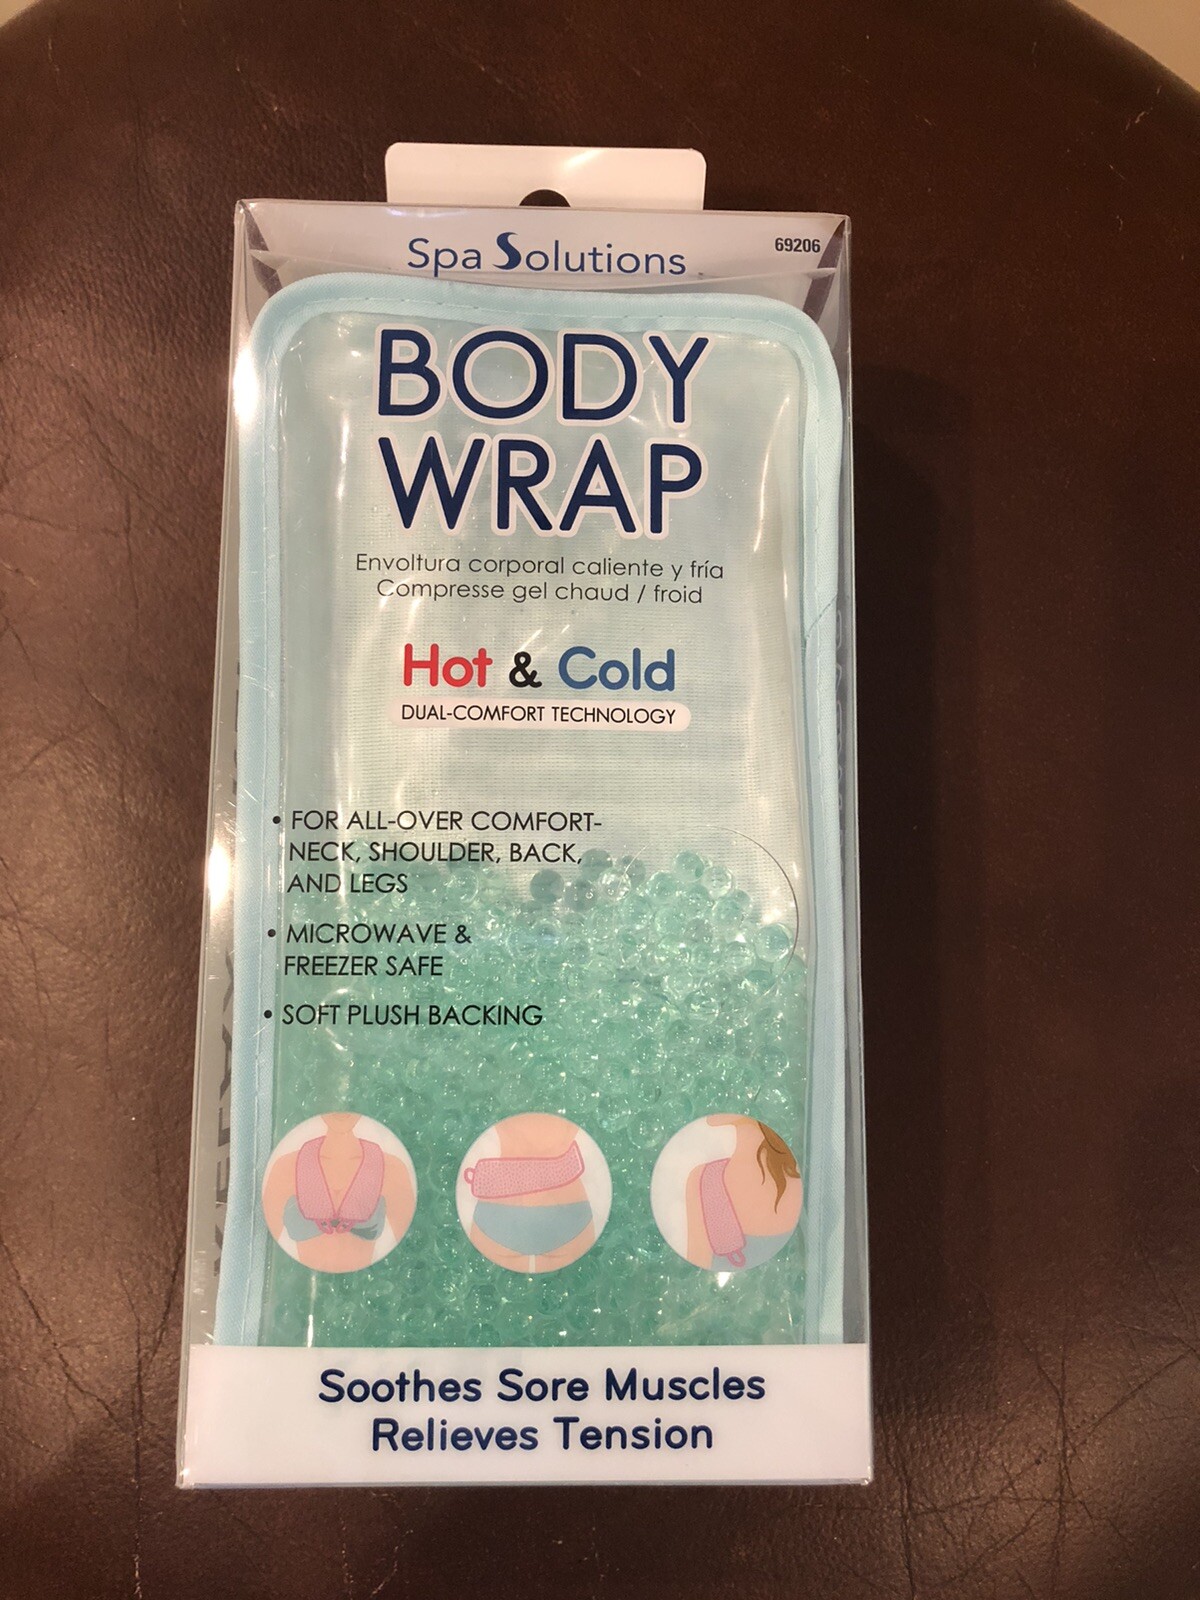 Spa Solutions
69206
BODY
WRAP
Envoltura corporal caliente y fría
Compresse gel chaud / froid
Hot & Cold
DUAL-COMFORT TECHNOLOGY
• FOR ALL-OVER COMFORT-
NECK, SHOULDER, BACK,
AND LEGS
• MICROWAVE &
FREEZER SAFE
• SOFT PLUSH BACKING
Soothes Sore Muscles
Relieves Tension